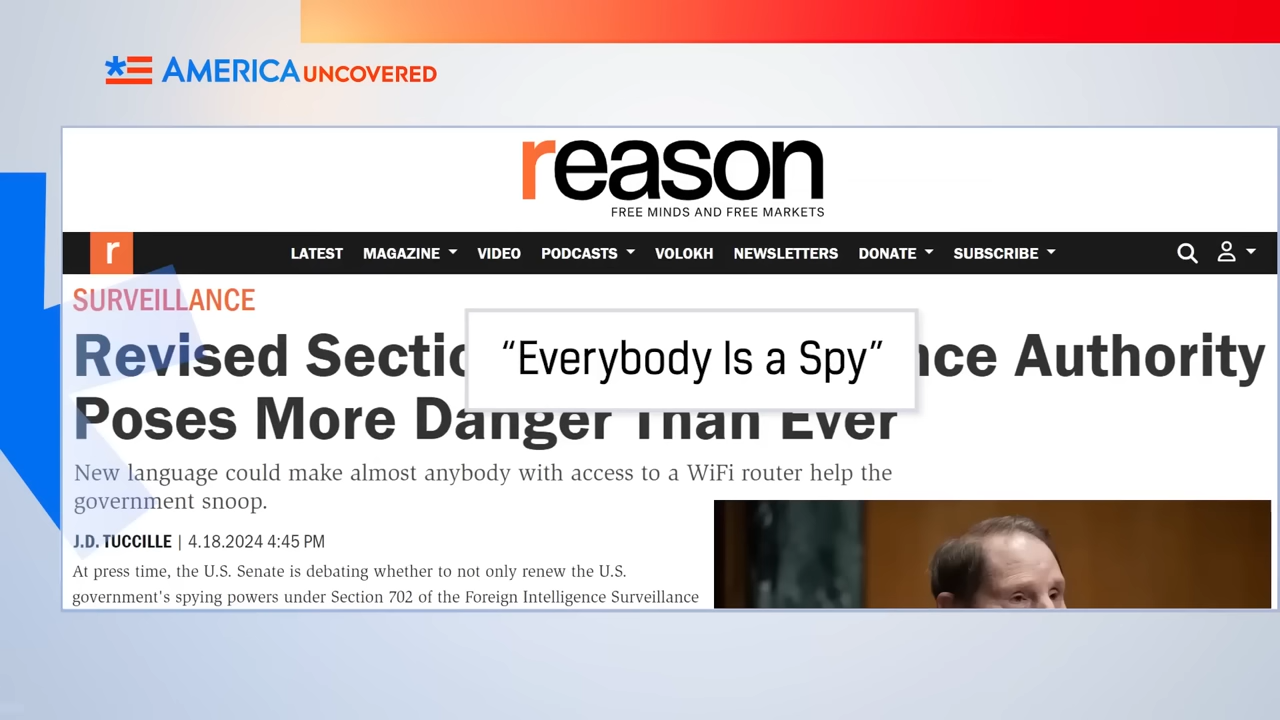 AMERICA UNCOVERED
reason
FREE MINDS AND FREE MARKETS
r
LATEST MAGAZINE VIDEO PODCASTS VOLOKH NEWSLETTERS DONATE SUBSCRIBE
SURVEILLANCE
Revised Sectio nce Authority
“Everybody Is a Spy”
Poses More Danger Than Ever
New language could make almost anybody with access to a WiFi router help the
government snoop.
J.D. TUCCILLE | 4.18.2024 4:45 PM
At press time, the U.S. Senate is debating whether to not only renew the U.S.
government's spying powers under Section 702 of the Foreign Intelligence Surveillance